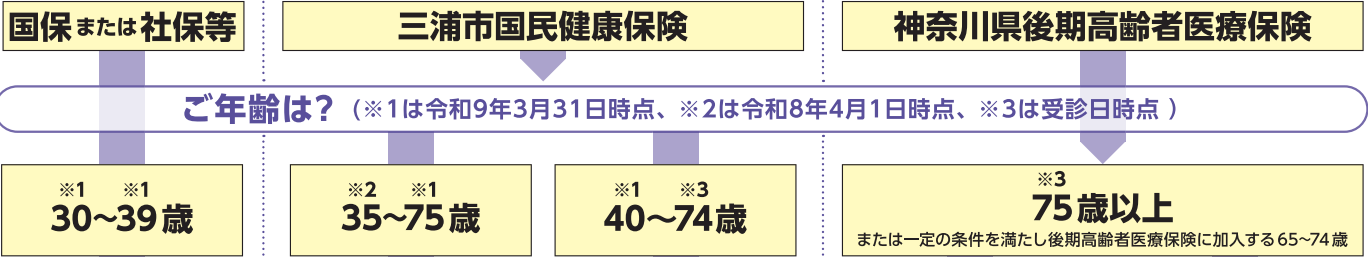 国保または社保等
三浦市国民健康保険
神奈川県後期高齢者医療保険
ご年齢は？（※1は令和9年3月31日時点、※2は令和8年4月1日時点、※3は受診日時点 ）
※1 ※1
30〜39歳
※2 ※1
35〜75歳
※1 ※3
40〜74歳
※3
75歳以上
または一定の条件を満たし後期高齢者医療保険に加入する65〜74歳